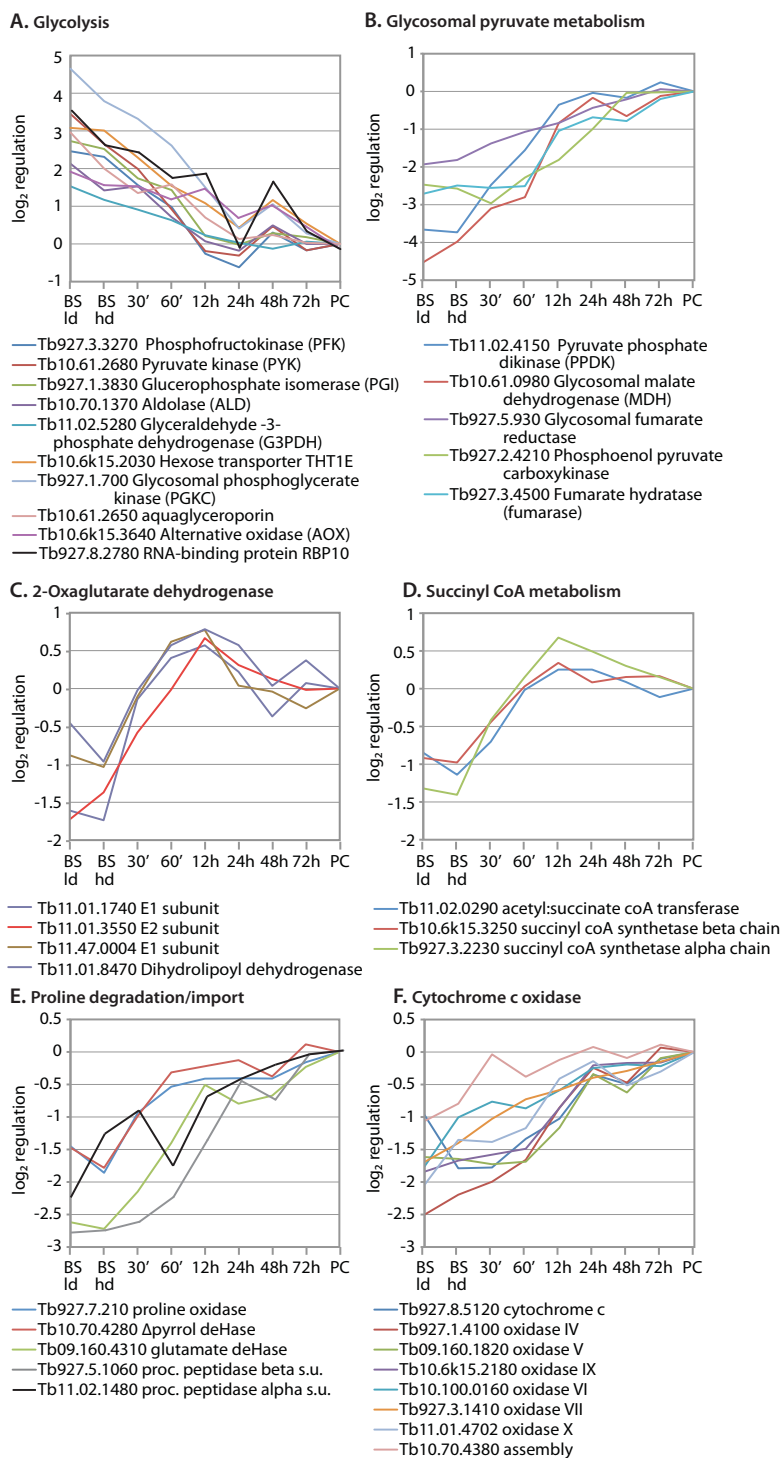 A. Glycolysis
5
4
3
2
1
0
-1
log₂ regulation
BS ld
BS hd
30’
60’
12h
24h
48h
72h
PC
Tb927.3.3270 Phosphofructokinase (PFK)
Tb10.61.2680 Pyruvate kinase (PYK)
Tb927.1.3830 Glucerophosphate isomerase (PGI)
Tb10.70.1370 Aldolase (ALD)
Tb11.02.5280 Glyceraldehyde -3-
phosphate dehydrogenase (G3PDH)
Tb10.6k15.2030 Hexose transporter THT1E
Tb927.1.700 Glycosomal phosphoglycerate
kinase (PGKC)
Tb10.61.2650 aquaglyceroporin
Tb10.6k15.3640 Alternative oxidase (AOX)
Tb927.8.2780 RNA-binding protein RBP10
B. Glycosomal pyruvate metabolism
1
0
-1
-2
-3
-4
-5
log₂ regulation
BS ld
BS hd
30’
60’
12h
24h
48h
72h
PC
Tb11.02.4150 Pyruvate phosphate
dikinase (PPDK)
Tb10.61.0980 Glycosomal malate
dehydrogenase (MDH)
Tb927.5.930 Glycosomal fumarate
reductase
Tb927.2.4210 Phosphoenol pyruvate
carboxykinase
Tb927.3.4500 Fumarate hydratase
(fumarase)
C. 2-Oxaglutarate dehydrogenase
1
0.5
0
-0.5
-1
-1.5
-2
log₂ regulation
BS ld
BS hd
30’
60’
12h
24h
48h
72h
PC
Tb11.01.1740 E1 subunit
Tb11.01.3550 E2 subunit
Tb11.47.0004 E1 subunit
Tb11.01.8470 Dihydrolipoyl dehydrogenase
D. Succinyl CoA metabolism
1
0.5
0
-0.5
-1
-1.5
-2
log₂ regulation
BS ld
BS hd
30’
60’
12h
24h
48h
72h
PC
Tb11.02.0290 acetyl:succinate coA transferase
Tb10.6k15.3250 succinyl coA synthetase beta chain
Tb927.3.2230 succinyl coA synthetase alpha chain
E. Proline degradation/import
0.5
0
-0.5
-1
-1.5
-2
-2.5
-3
log₂ regulation
BS ld
BS hd
30’
60’
12h
24h
48h
72h
PC
Tb927.7.210 proline oxidase
Tb10.70.4280 Δpyrrol deHase
Tb09.160.4310 glutamate deHase
Tb927.5.1060 proc. peptidase beta s.u.
Tb11.02.1480 proc. peptidase alpha s.u.
F. Cytochrome c oxidase
0.5
0
-0.5
-1
-1.5
-2
-2.5
-3
log₂ regulation
BS ld
BS hd
30’
60’
12h
24h
48h
72h
PC
Tb927.8.5120 cytochrome c
Tb927.1.4100 oxidase IV
Tb09.160.1820 oxidase V
Tb10.6k15.2180 oxidase IX
Tb10.100.0160 oxidase VI
Tb927.3.1410 oxidase VII
Tb11.01.4702 oxidase X
Tb10.70.4380 assembly